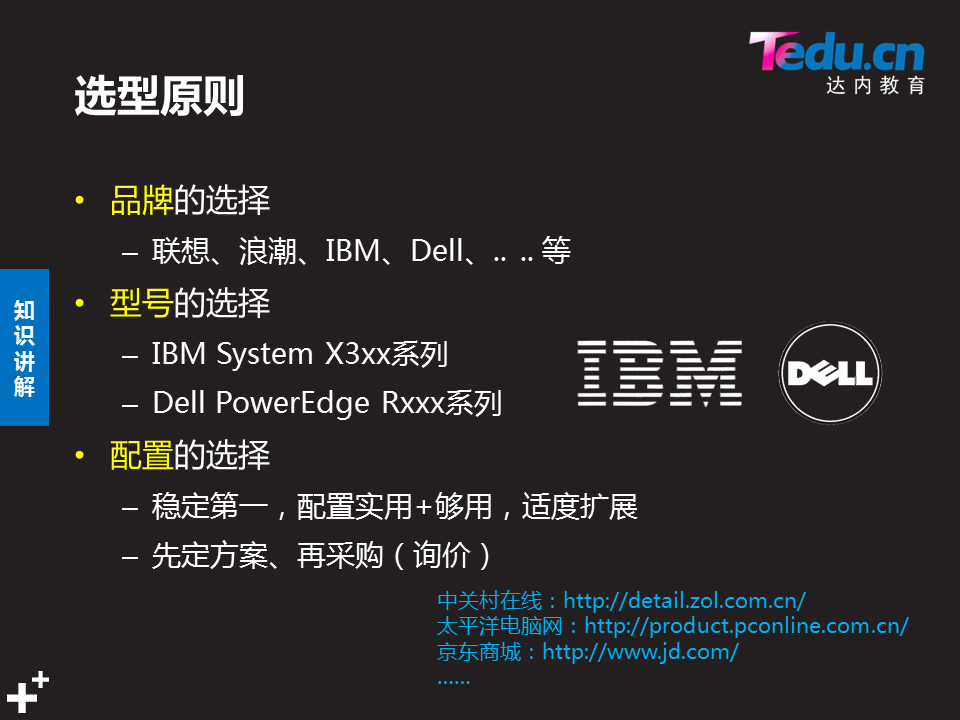 Tedu.cn
达内教育
选型原则
• 品牌的选择
– 联想、浪潮、IBM、Dell、.. .. 等
• 型号的选择
– IBM System X3xx系列
– Dell PowerEdge Rxxx系列
IBM
DELL
• 配置的选择
– 稳定第一，配置实用+够用，适度扩展
– 先定方案、再采购（询价）
知识讲解
中关村在线：http://detail.zol.com.cn/
太平洋电脑网：http://product.pconline.com.cn/
京东商城：http://www.jd.com/
……